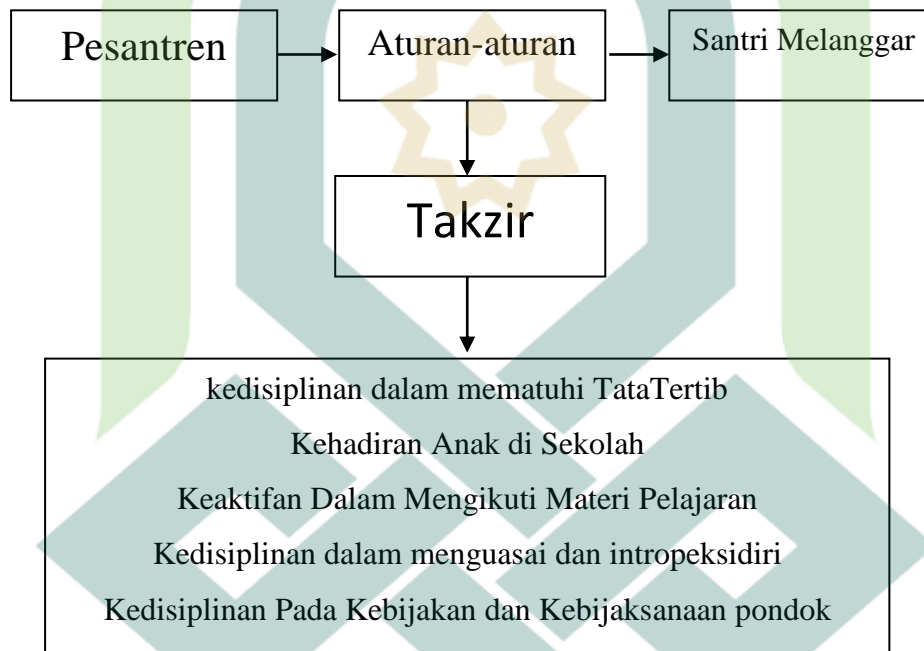 Pesantren
Aturan-aturan
Santri Melanggar
Takzir
kedisiplinan dalam mematuhi TataTertib
Kehadiran Anak di Sekolah
Keaktifan Dalam Mengikuti Materi Pelajaran
Kedisiplinan dalam menguasai dan intropeksidiri
Kedisiplinan Pada Kebijakan dan Kebijaksanaan pondok